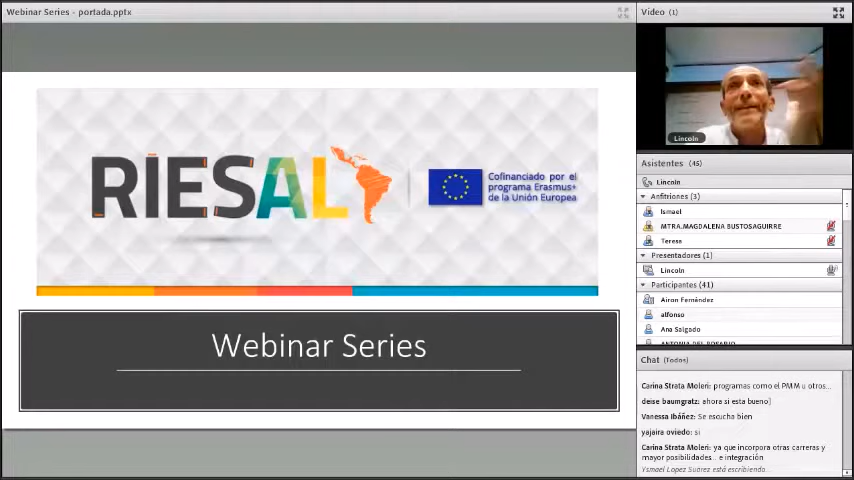 Webinar Series - portada.pptx
RIESAL
Cofinanciado por el
programa Erasmus+
de la Unión Europea
Webinar Series
Video (1)
Lincoln
Asistentes (45)
Lincoln
Anfitriones (3)
Ismael
MTRA.MAGDALENA BUSTOSAGUIRRE
Teresa
Presentadores (1)
Lincoln
Participantes (41)
Airon Fernández
alfonso
Ana Salgado
ANTONIA DEL ROSARIO
Chat (Todos)
Carina Strata Moleri: programas como el PMM u otros...
deise baumgratz: ahora si esta bueno]
Vanessa Ibáñez: Se escucha bien
yajaira oviedo: si
Carina Strata Moleri: ya que incorpora otras carreras y
mayor posibilidades... e integración
Ysmael Lopez Suárez está escribiendo...